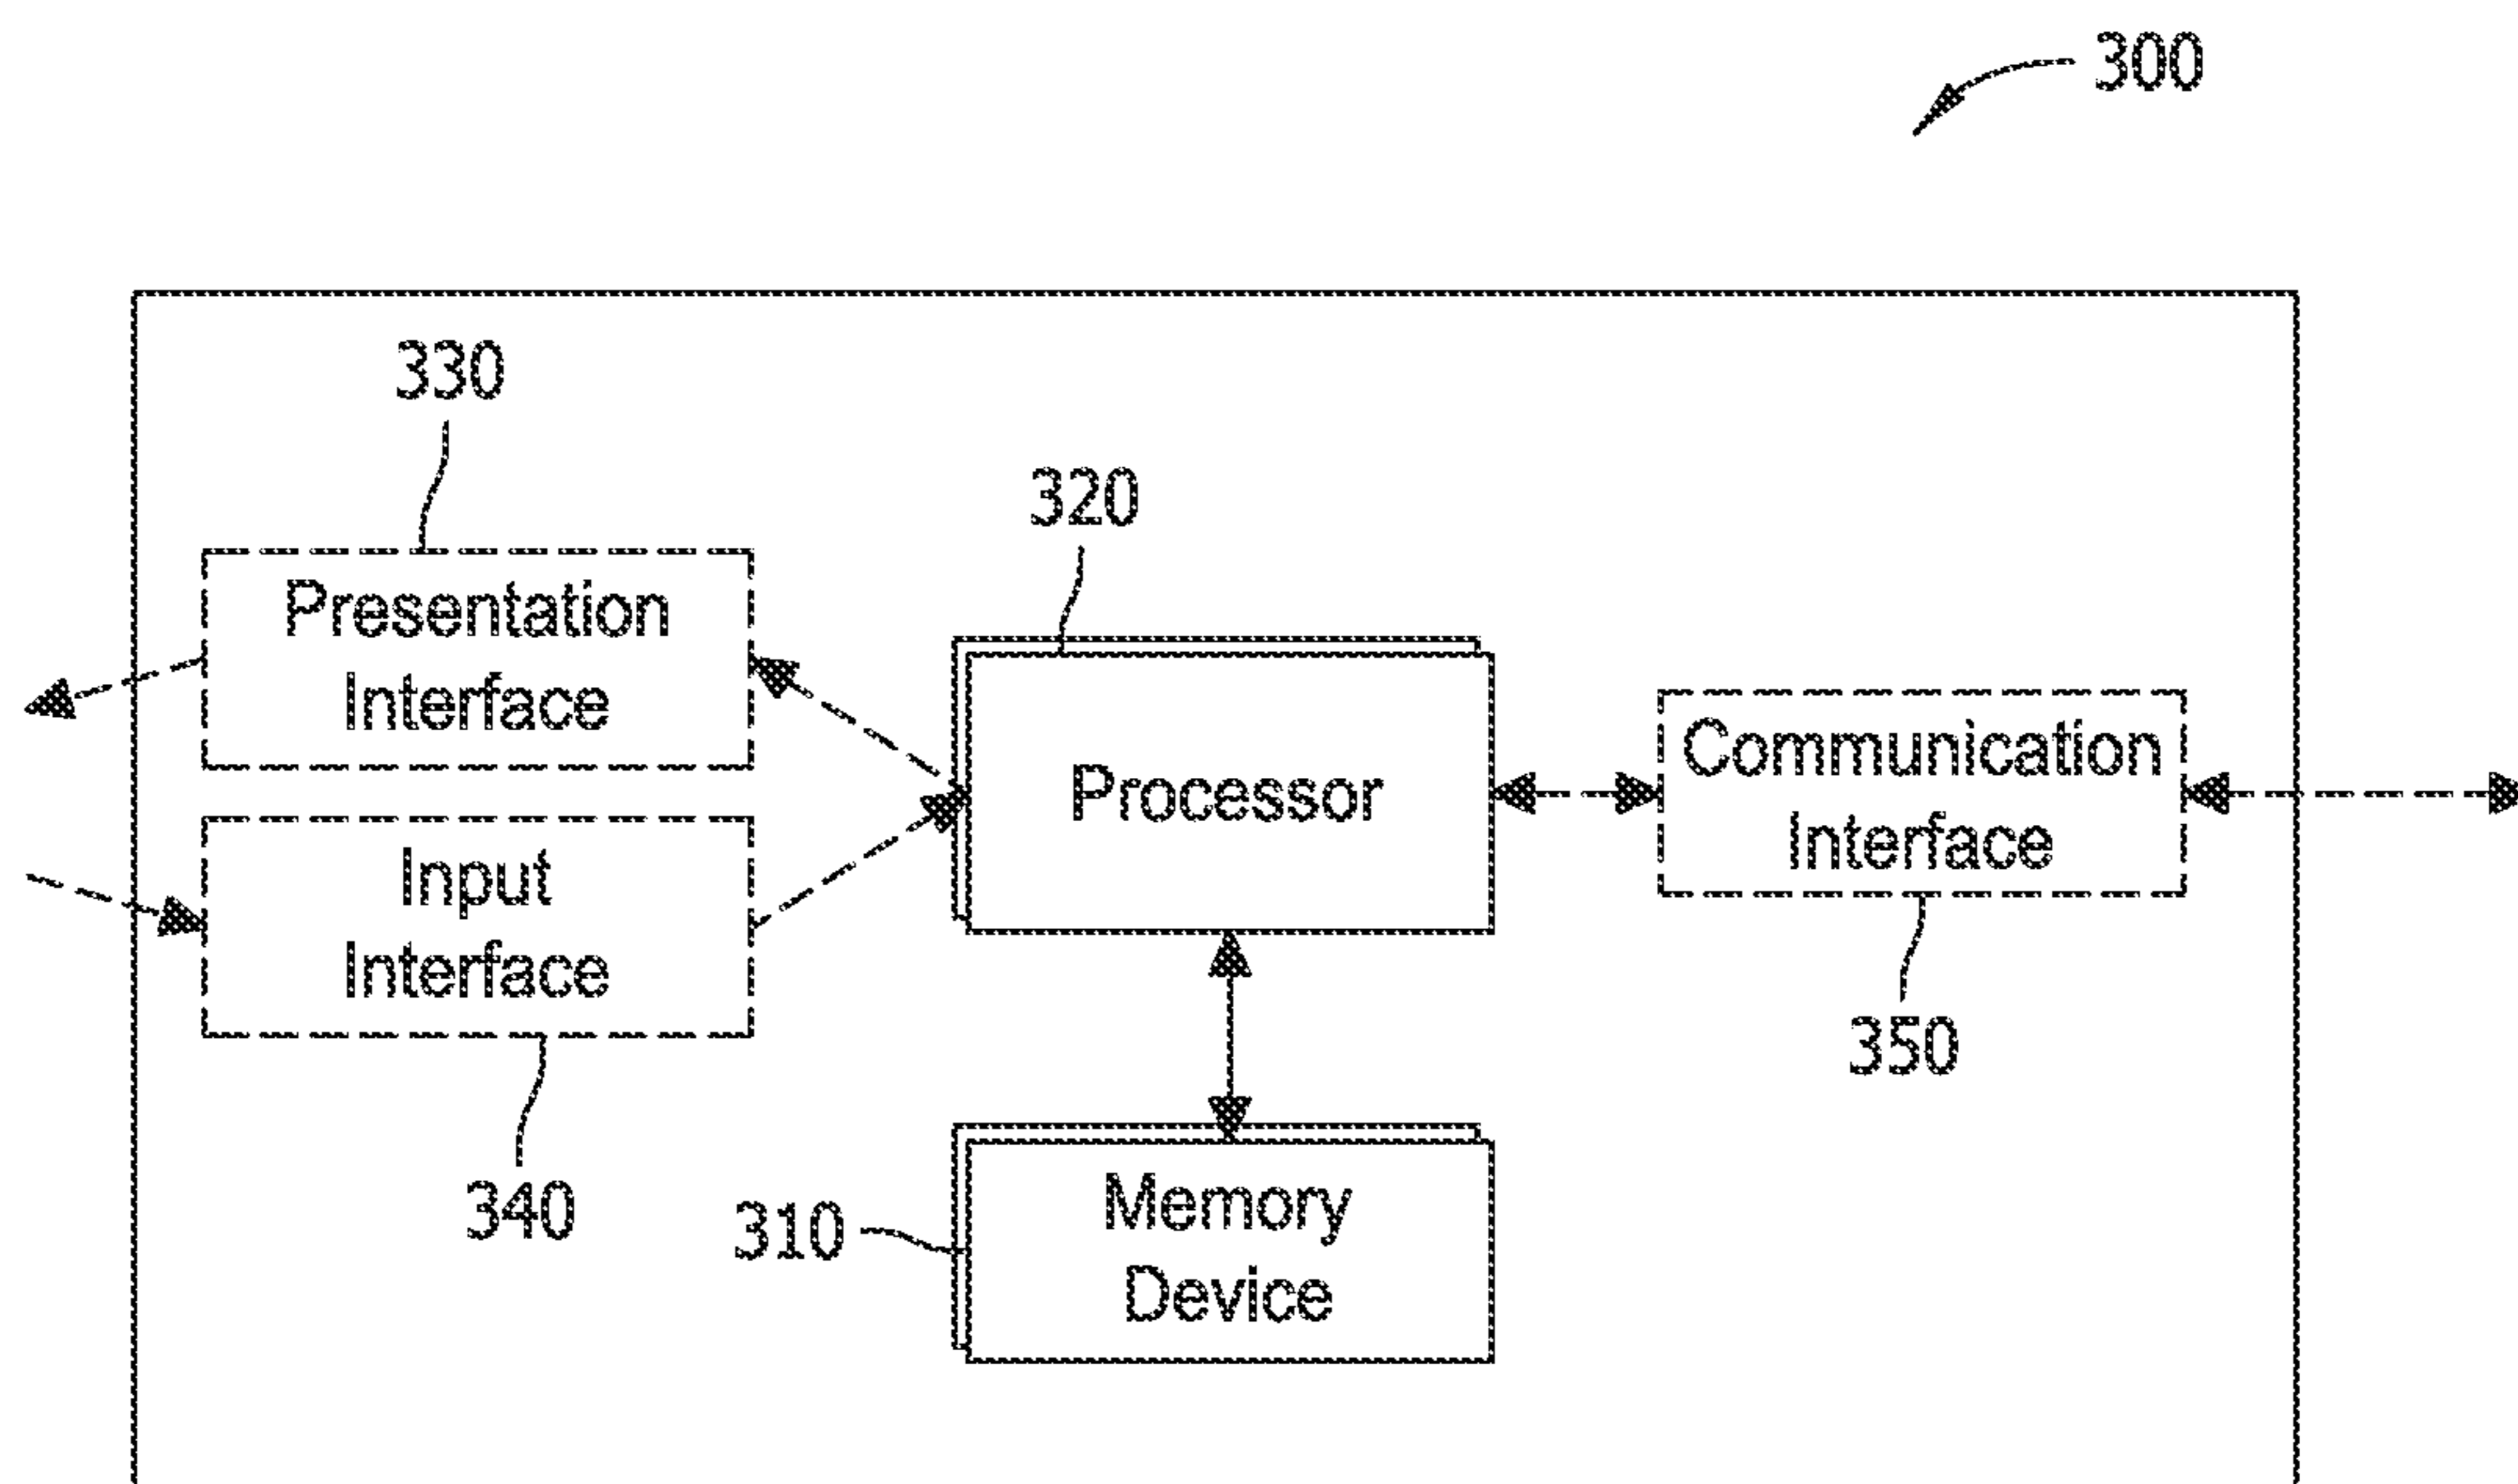 300
330
320
Presentation
Interface
Processor
Communication
Interface
Input
Interface
350
340
310
Memory
Device